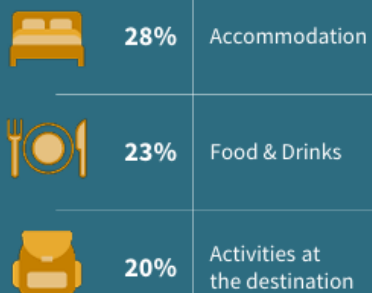 28% Accommodation
23% Food & Drinks
20% Activities at
the destination